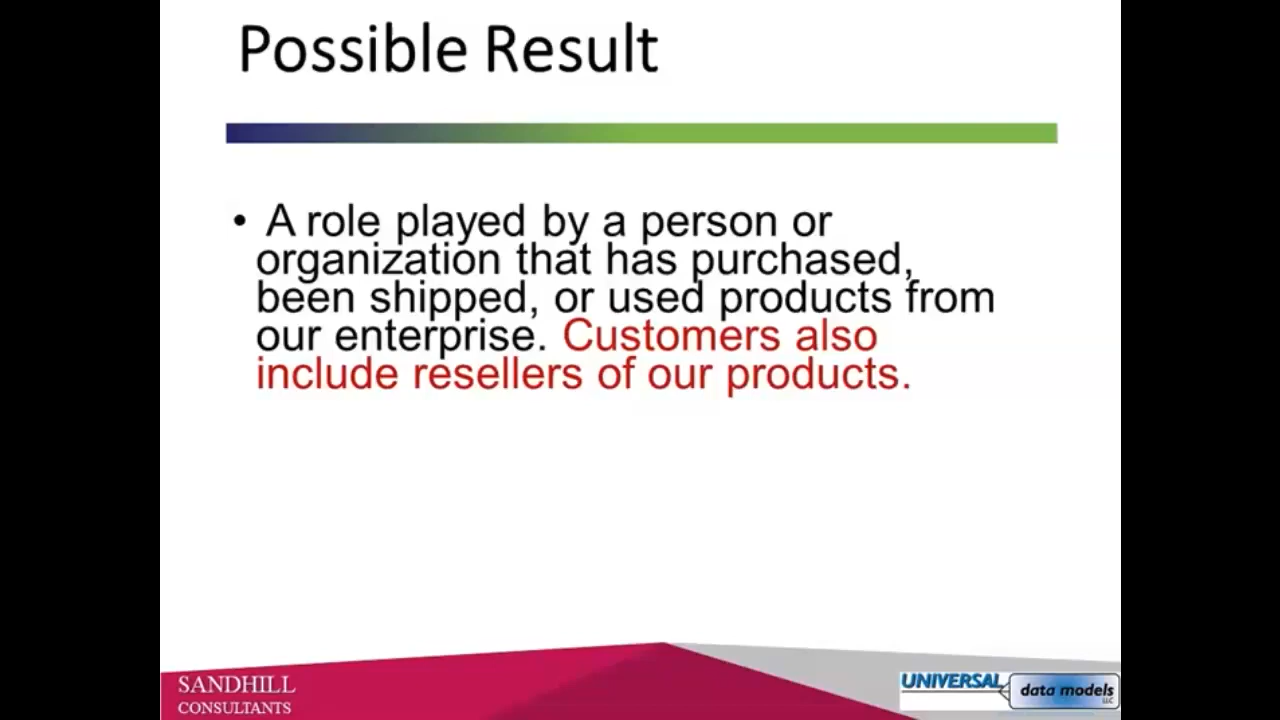 Possible Result
• A role played by a person or
organization that has purchased,
been shipped, or used products from
our enterprise. Customers also
include resellers of our products.
SANDHILL
CONSULTANTS
UNIVERSAL
data models
LLC